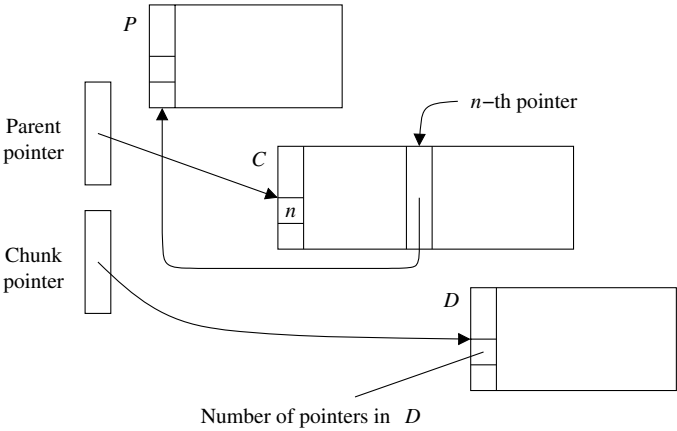 P
n−th pointer
Parent
pointer
C
n
Chunk
pointer
D
Number of pointers in D